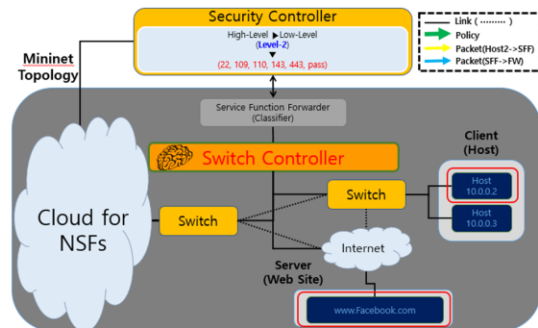 Security Controller
High-Level ▶ Low-Level
(Level-2)
(22, 109, 110, 143, 443, pass)
Link (·········)
Policy
Packet(Host2->SFF)
Packet(SFF->FW)
Mininet
Topology
Service Function Forwarder
(Classifier)
Switch Controller
Client
(Host)
Host
10.0.0.2
Host
10.0.0.3
Switch
Switch
Cloud for
NSFs
Internet
Server
(Web Site)
www.Facebook.com